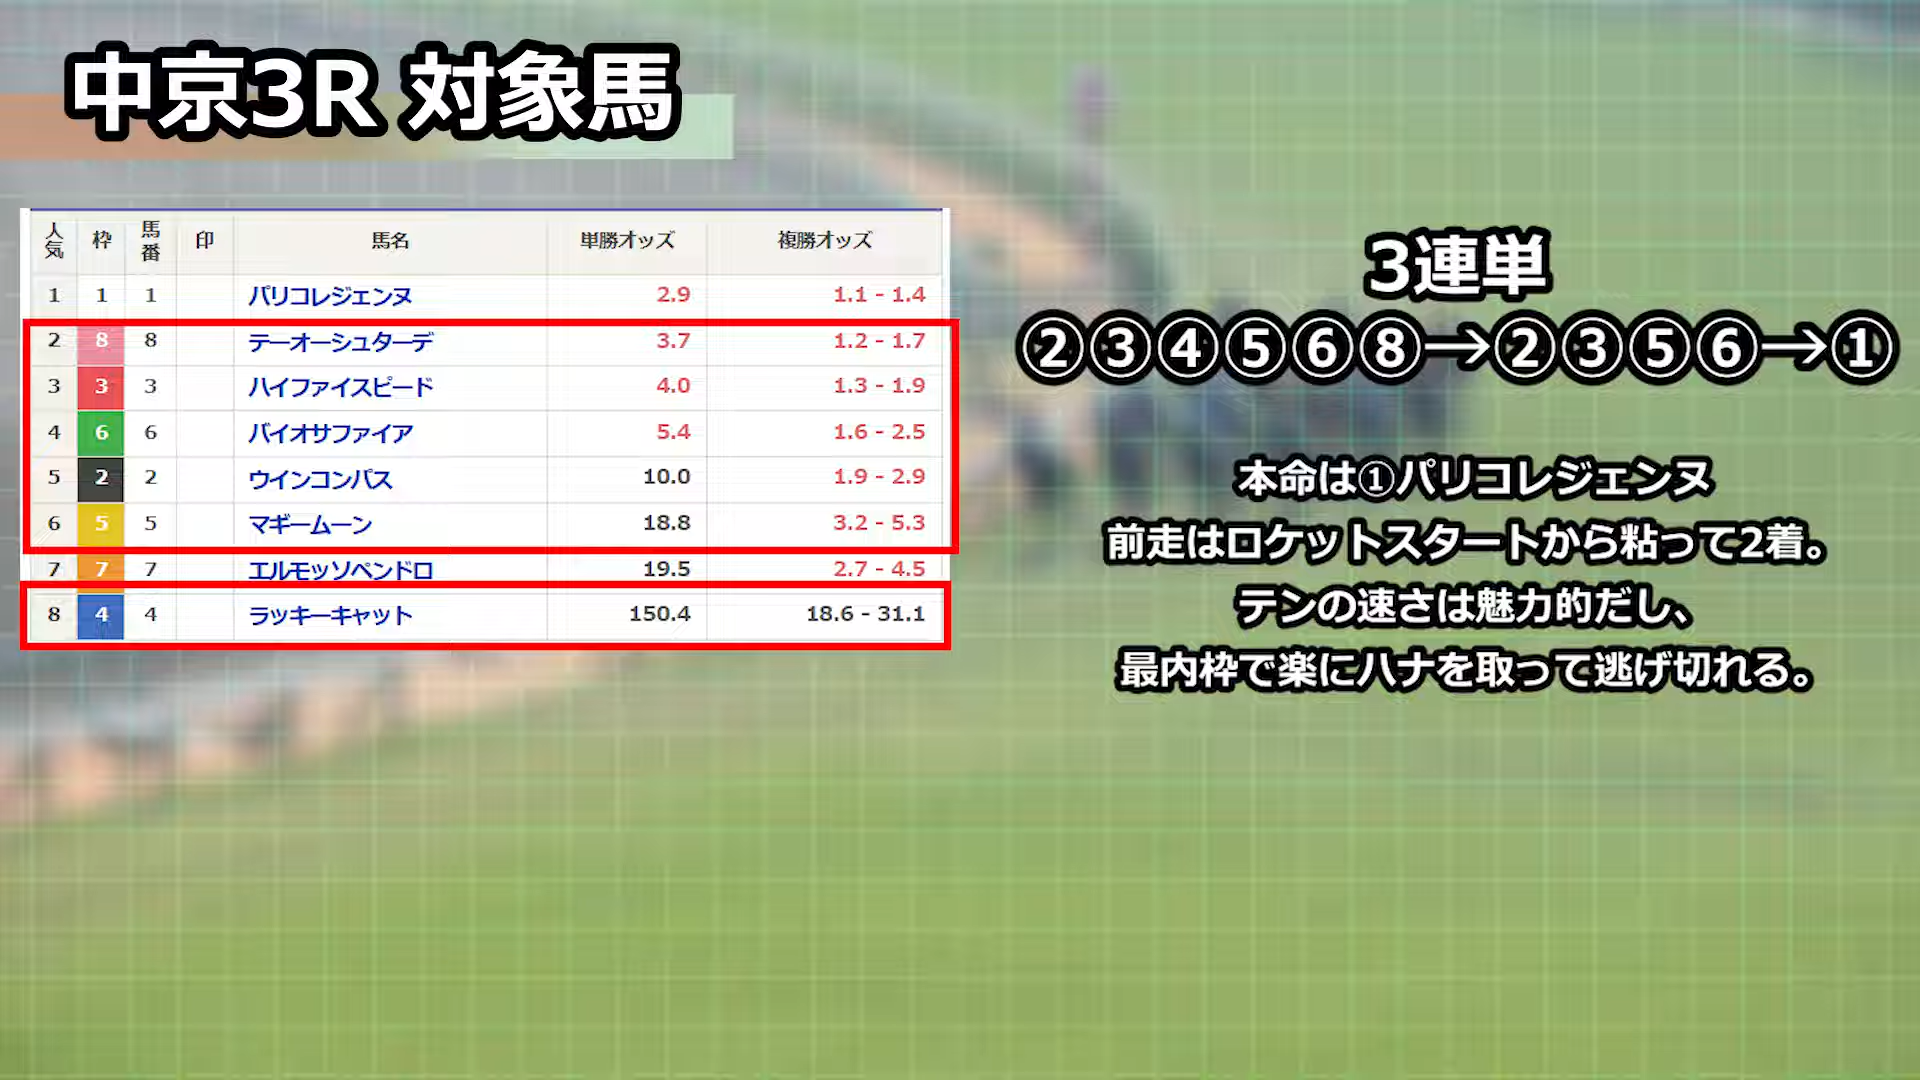 中京3R 対象馬
人気 枠 馬番 印 馬名 単勝オッズ 複勝オッズ
1 1 1 パリコレジェンヌ 2.9 1.1 - 1.4
2 8 8 テーオーシュターデ 3.7 1.2 - 1.7
3 3 3 ハイファイスピード 4.0 1.3 - 1.9
4 6 6 バイオサファイア 5.4 1.6 - 2.5
5 2 2 ウインコンパス 10.0 1.9 - 2.9
6 5 5 マギームーン 18.8 3.2 - 5.3
7 7 7 エルモッソペンドロ 19.5 2.7 - 4.5
8 4 4 ラッキーキャット 150.4 18.6 - 31.1
3連単
②③④⑤⑥⑧→②③⑤⑥→①
本命は①パリコレジェンヌ
前走はロケットスタートから粘って2着。
テンの速さは魅力的だし、
最内枠で楽にハナを取って逃げ切れる。